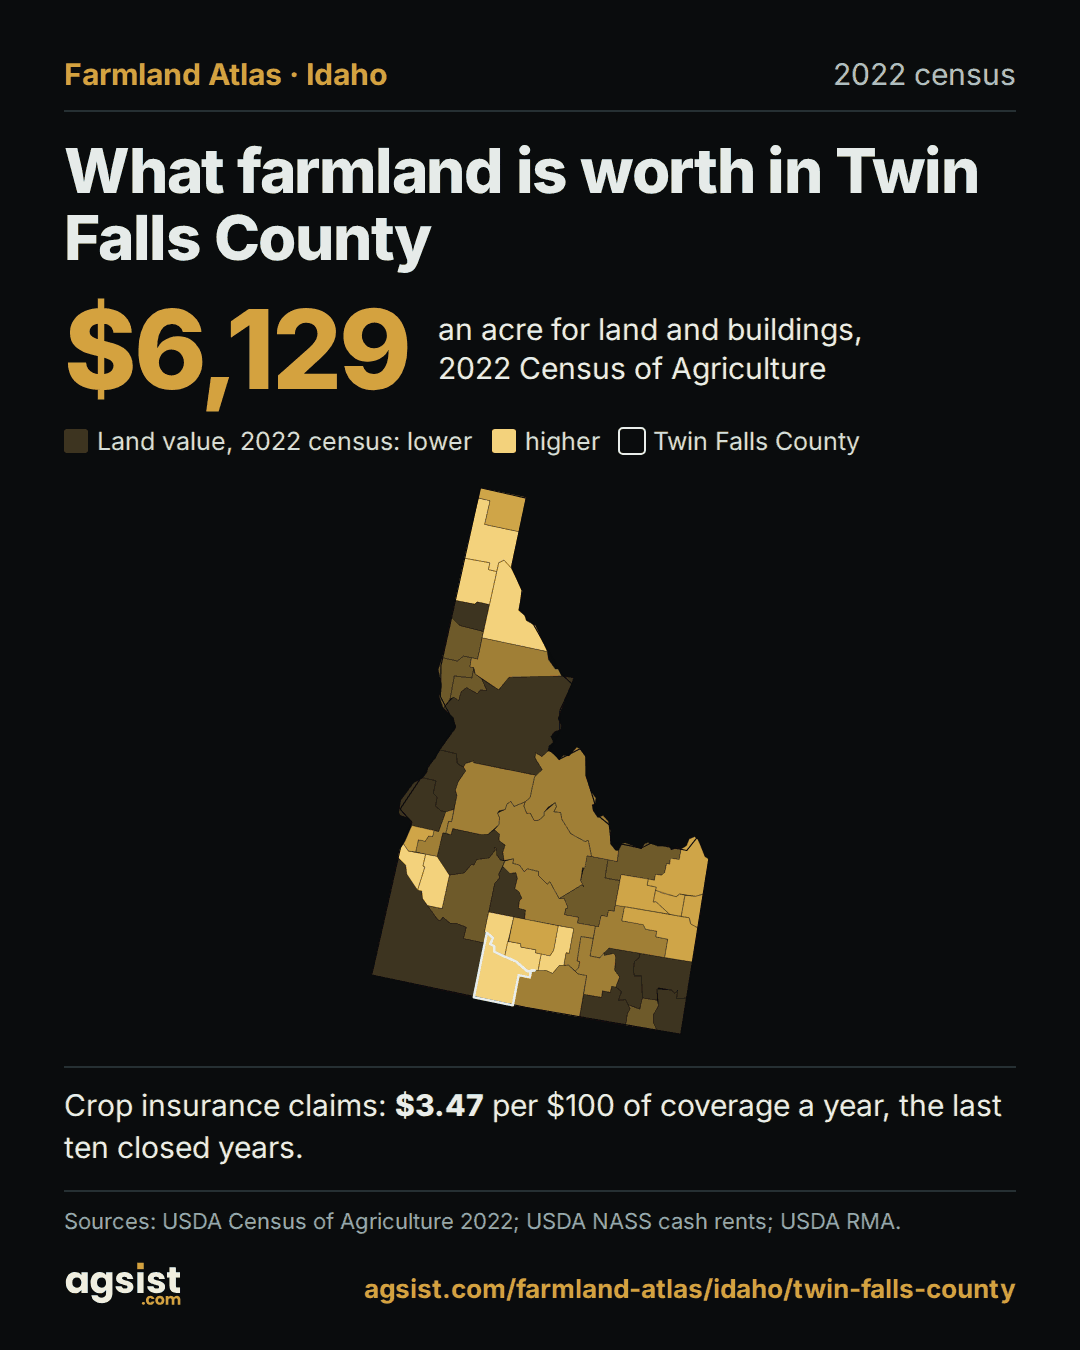 Farmland Atlas · Idaho
2022 census
What farmland is worth in Twin
Falls County
$6,129
an acre for land and buildings,
2022 Census of Agriculture
Land value, 2022 census: lower
higher
Twin Falls County
Crop insurance claims: $3.47 per $100 of coverage a year, the last
ten closed years.
Sources: USDA Census of Agriculture 2022; USDA NASS cash rents; USDA RMA.
agsist
.com
agsist.com/farmland-atlas/idaho/twin-falls-county